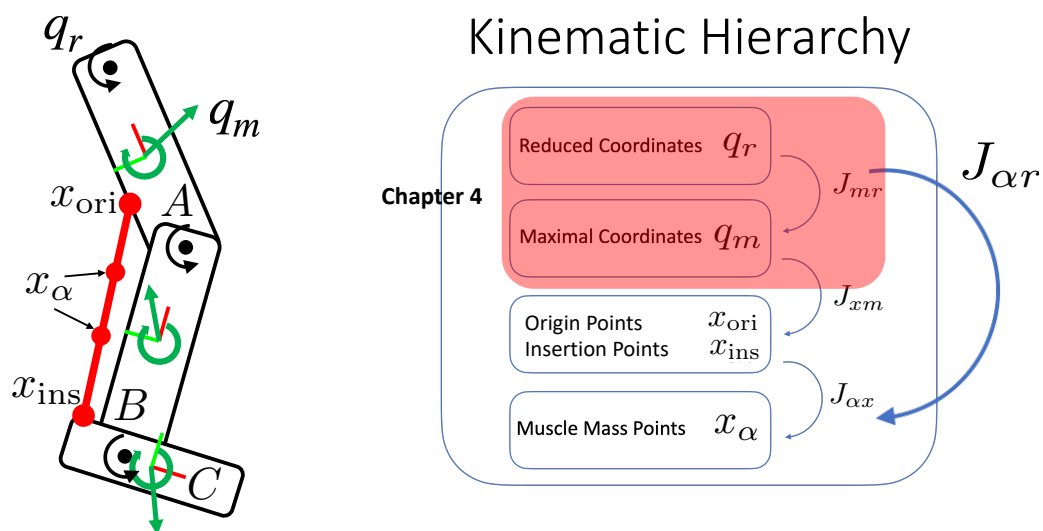 Kinematic Hierarchy
q_r
q_m
x_ori
A
x_α
x_ins
B
C
Chapter 4
Reduced Coordinates q_r
J_mr
J_αr
Maximal Coordinates q_m
J_xm
Origin Points x_ori
Insertion Points x_ins
J_αx
Muscle Mass Points x_α